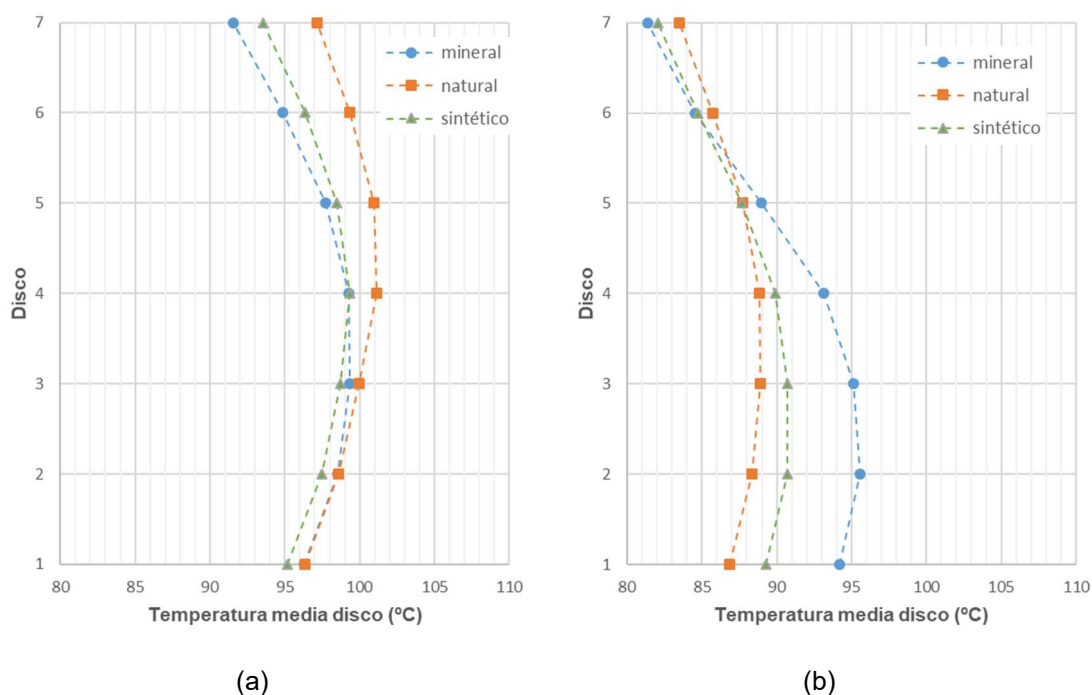 7
6
5
4
3
2
1
Disco
mineral
natural
sintético
80 85 90 95 100 105 110
Temperatura media disco (ºC)
(a)
7
6
5
4
3
2
1
Disco
mineral
natural
sintético
80 85 90 95 100 105 110
Temperatura media disco (ºC)
(b)